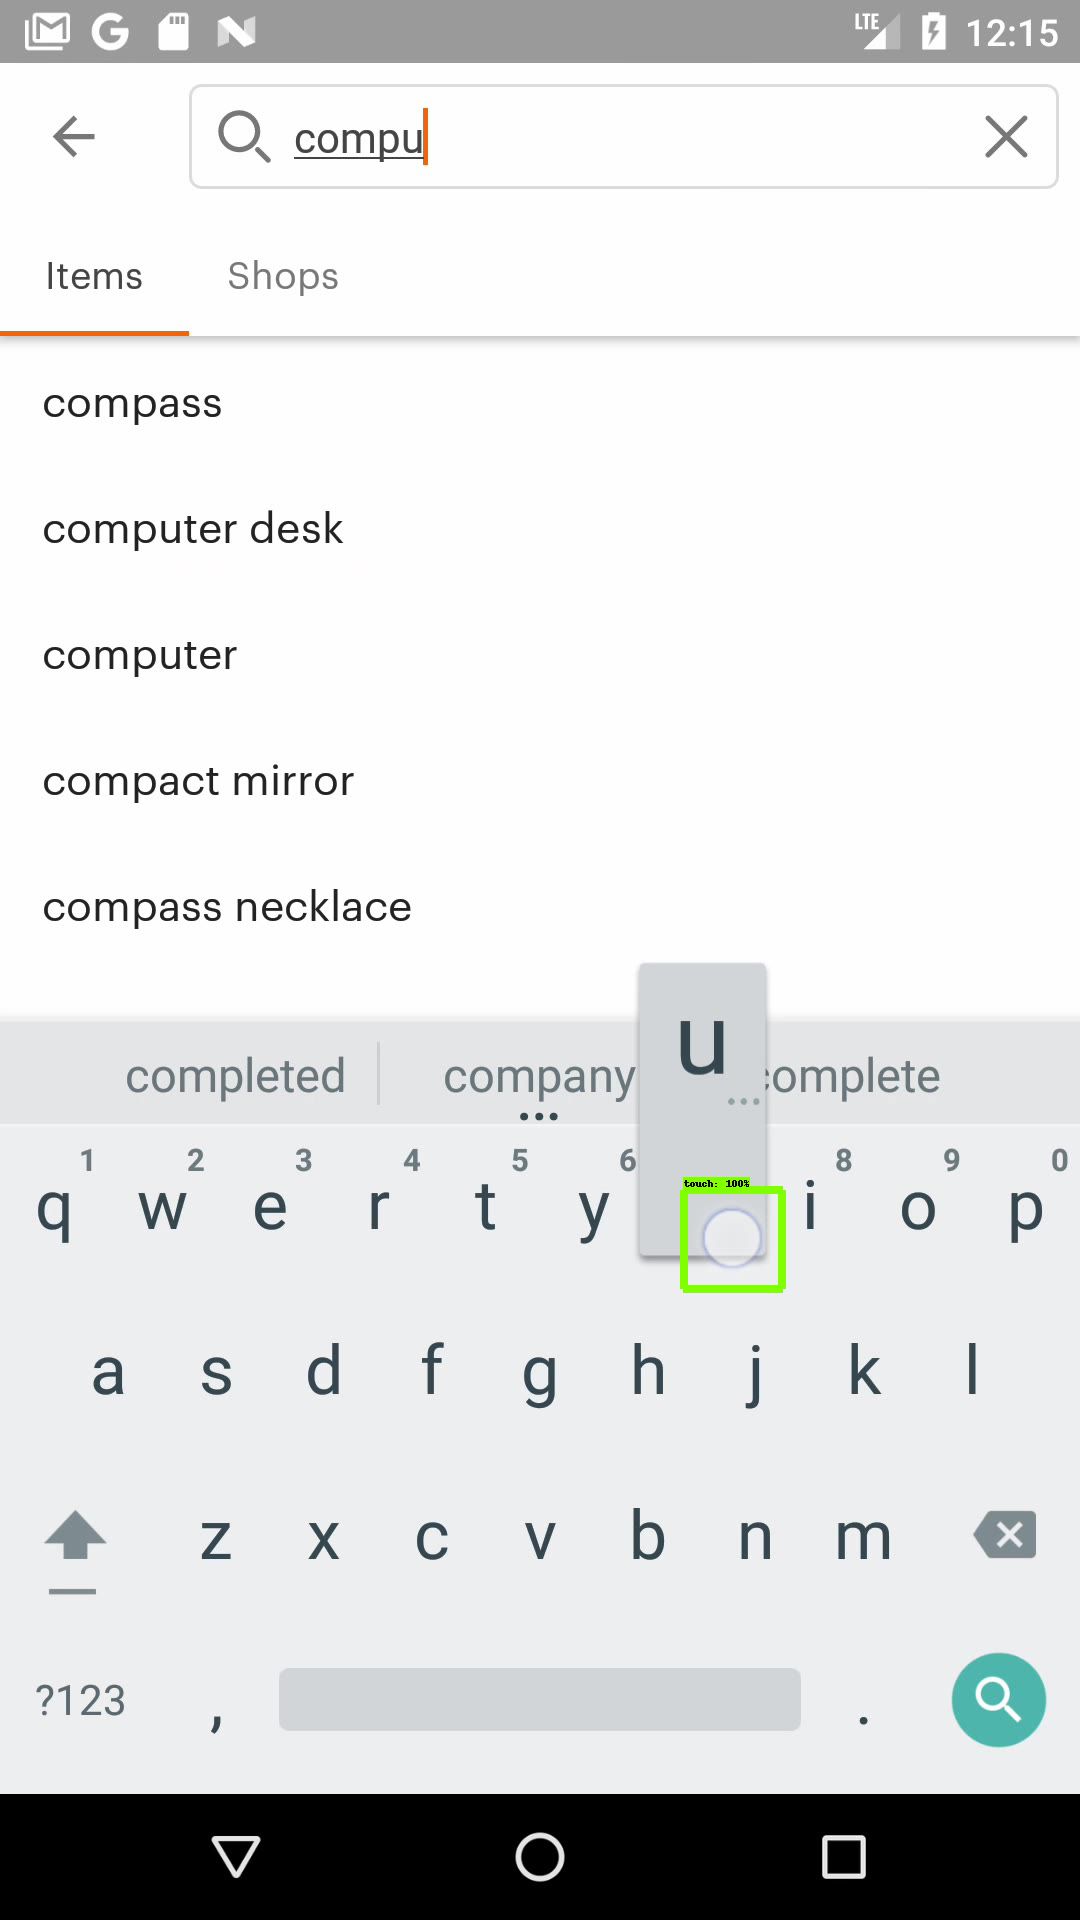 LTE 12:15
compu
Items Shops
compass
computer desk
computer
compact mirror
compass necklace
u
completed company complete
touch: 100%
1 2 3 4 5 6 8 9 0
q w e r t y i o p
a s d f g h j k l
z x c v b n m
?123 , .